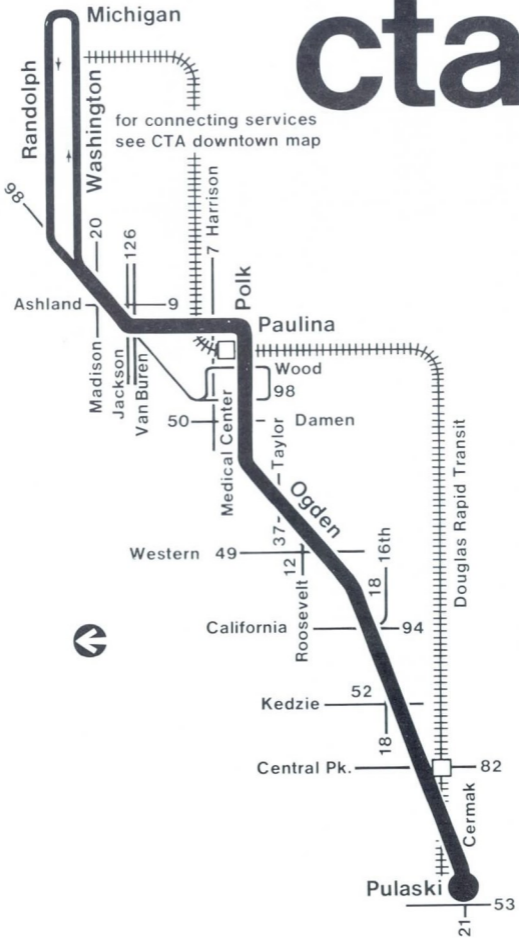 cta
Michigan
Randolph
Washington
for connecting services
see CTA downtown map
98
20
126
7 Harrison
Polk
Ashland
9
Paulina
Madison
Jackson
Van Buren
Wood
98
Medical Center
50
Damen
Taylor
37
Ogden
Douglas Rapid Transit
Western 49
12
Roosevelt
18 16th
California
94
Kedzie
52
18
Central Pk.
82
Cermak
Pulaski
53
21